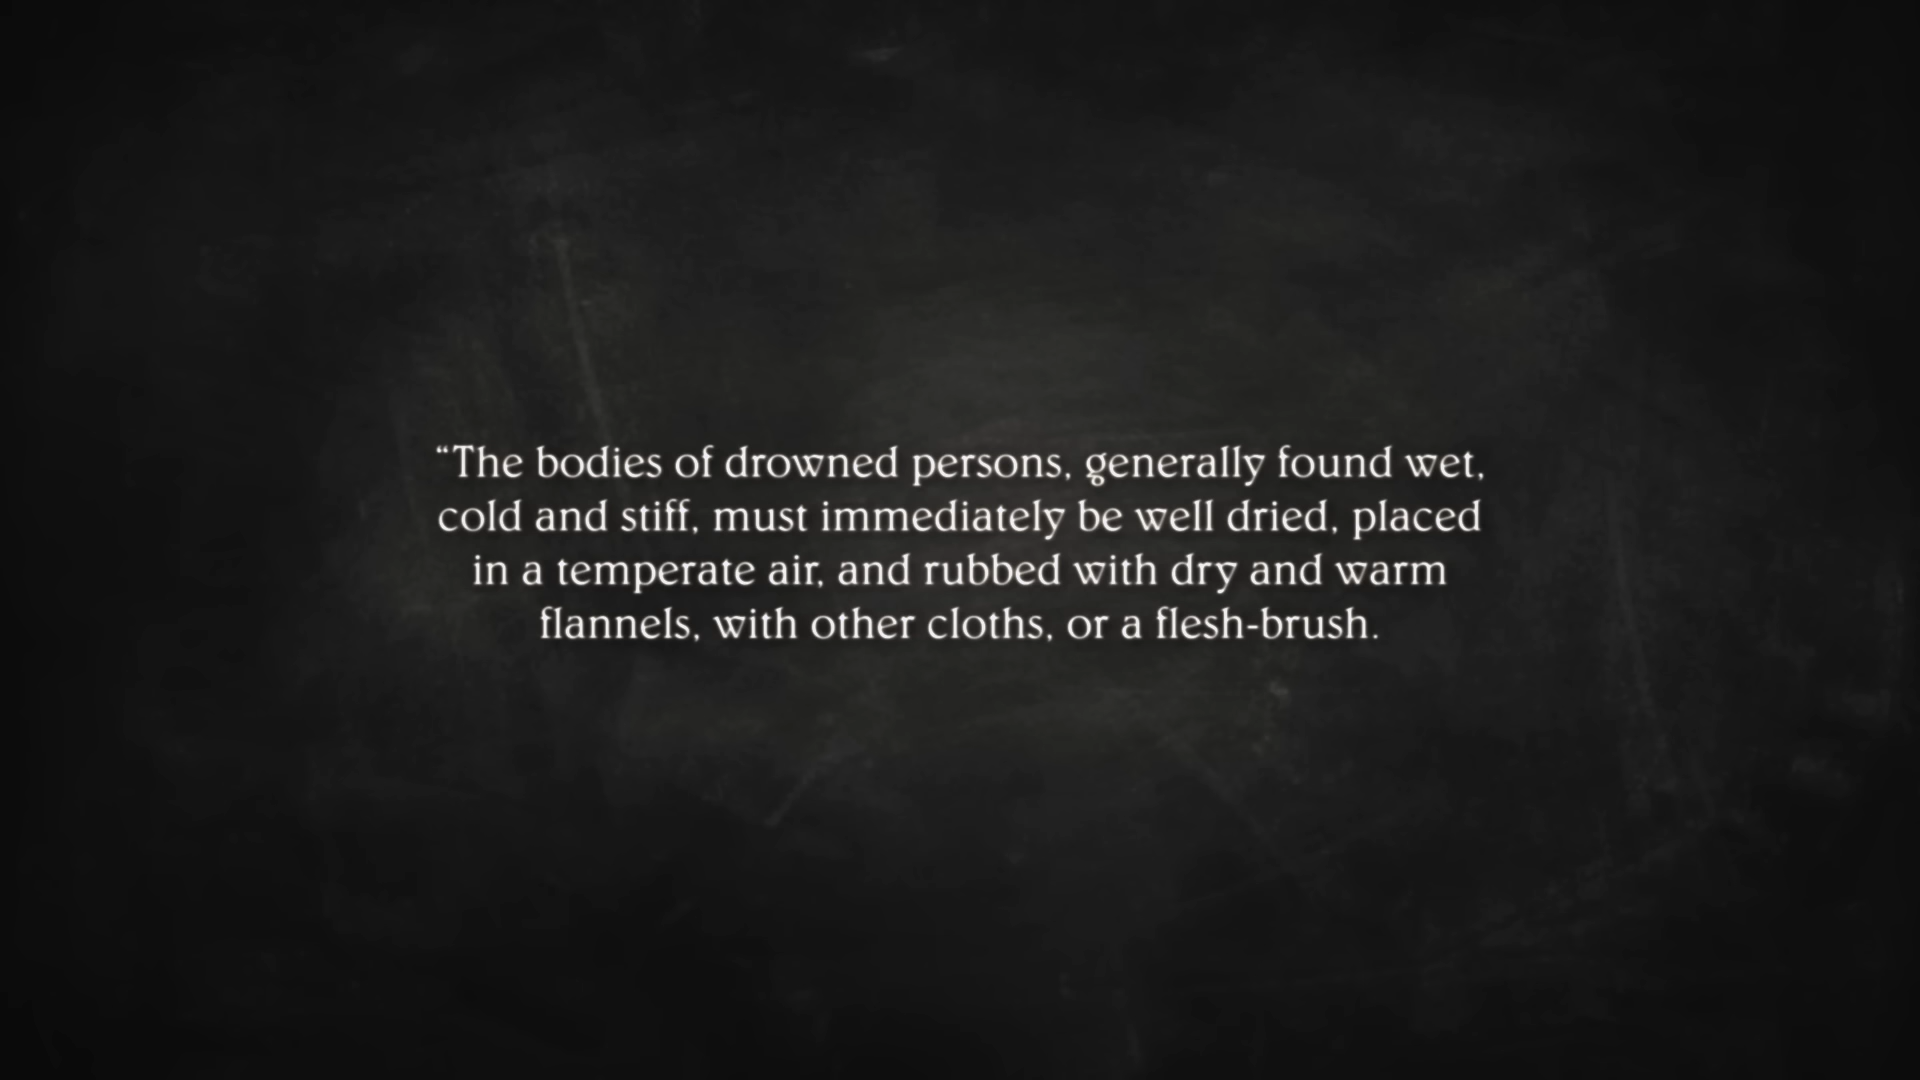 “The bodies of drowned persons, generally found wet,
cold and stiff, must immediately be well dried, placed
in a temperate air, and rubbed with dry and warm
flannels, with other cloths, or a flesh-brush.